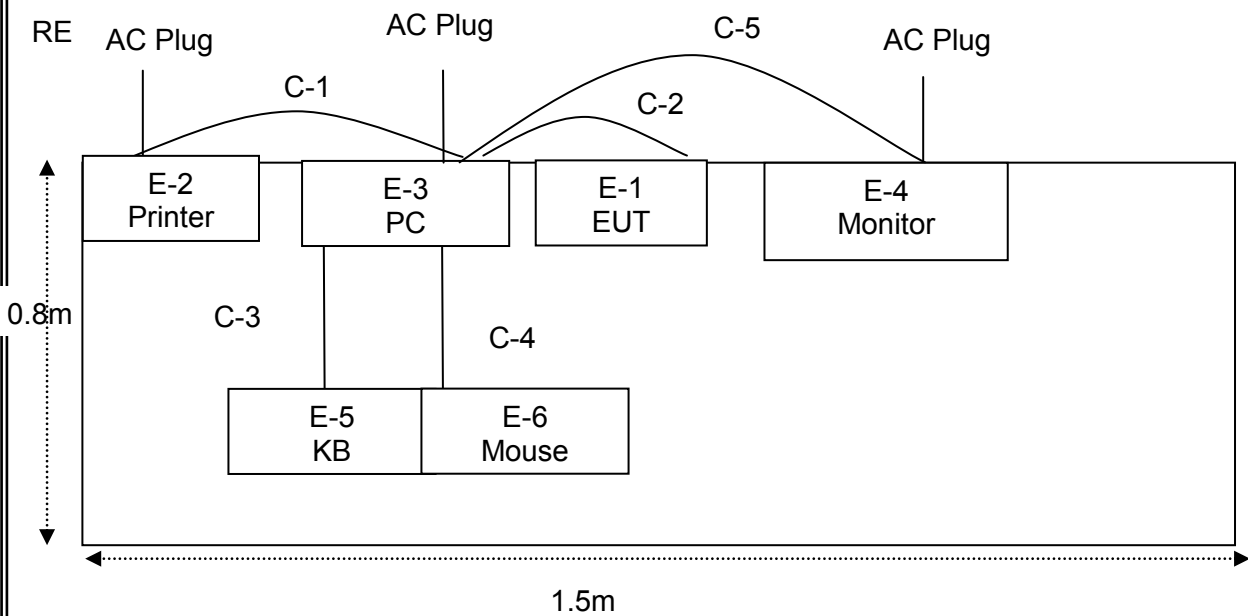 RE
AC Plug
AC Plug
C-5
AC Plug
C-1
C-2
E-2
Printer
E-3
PC
E-1
EUT
E-4
Monitor
0.8m
C-3
C-4
E-5
KB
E-6
Mouse
1.5m